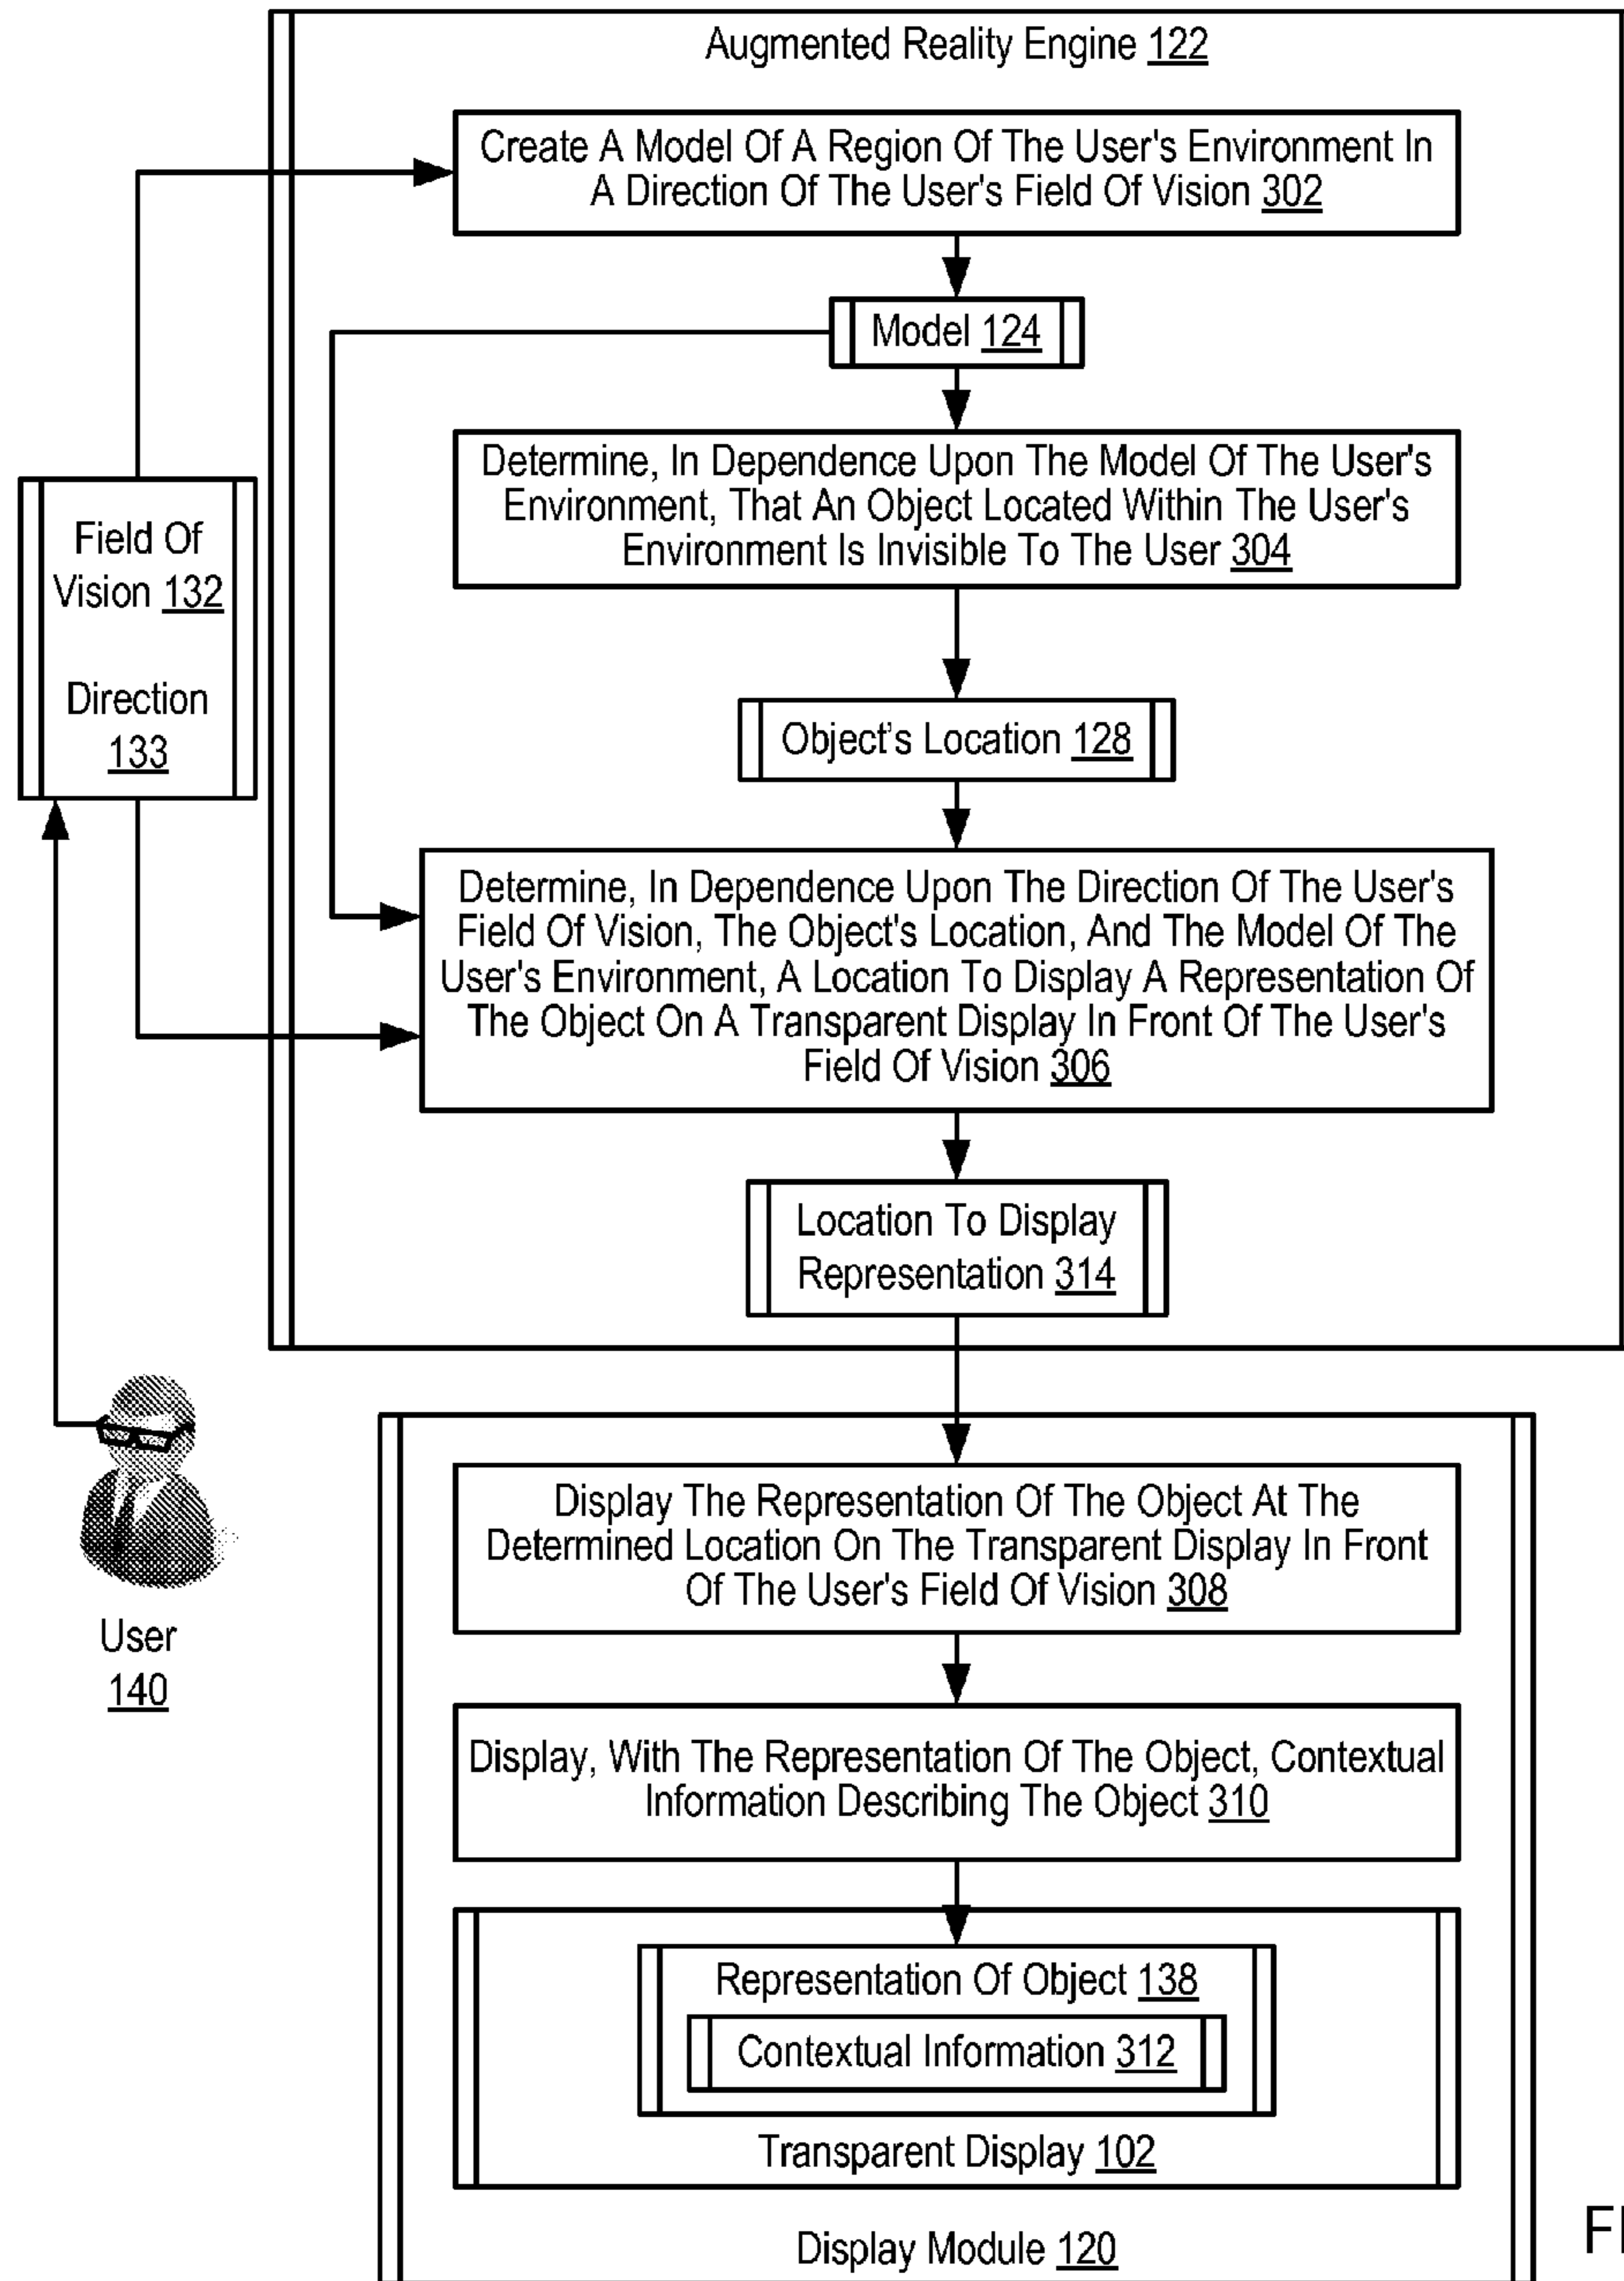 Augmented Reality Engine 122
Create A Model Of A Region Of The User's Environment In
A Direction Of The User's Field Of Vision 302
Model 124
Determine, In Dependence Upon The Model Of The User's
Environment, That An Object Located Within The User's
Environment Is Invisible To The User 304
Field Of
Vision 132
Direction
133
Object's Location 128
Determine, In Dependence Upon The Direction Of The User's
Field Of Vision, The Object's Location, And The Model Of The
User's Environment, A Location To Display A Representation Of
The Object On A Transparent Display In Front Of The User's
Field Of Vision 306
Location To Display
Representation 314
Display The Representation Of The Object At The
Determined Location On The Transparent Display In Front
Of The User's Field Of Vision 308
User
140
Display, With The Representation Of The Object, Contextual
Information Describing The Object 310
Representation Of Object 138
Contextual Information 312
Transparent Display 102
Display Module 120